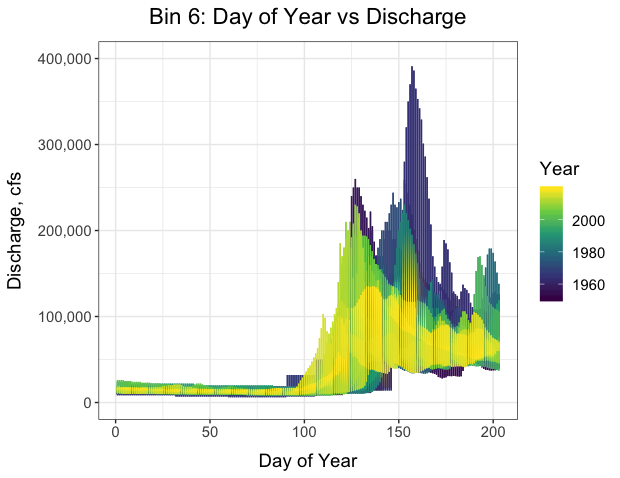 Bin 6: Day of Year vs Discharge
400,000
300,000
200,000
100,000
0
Discharge, cfs
0 50 100 150 200
Day of Year
Year
2000
1980
1960